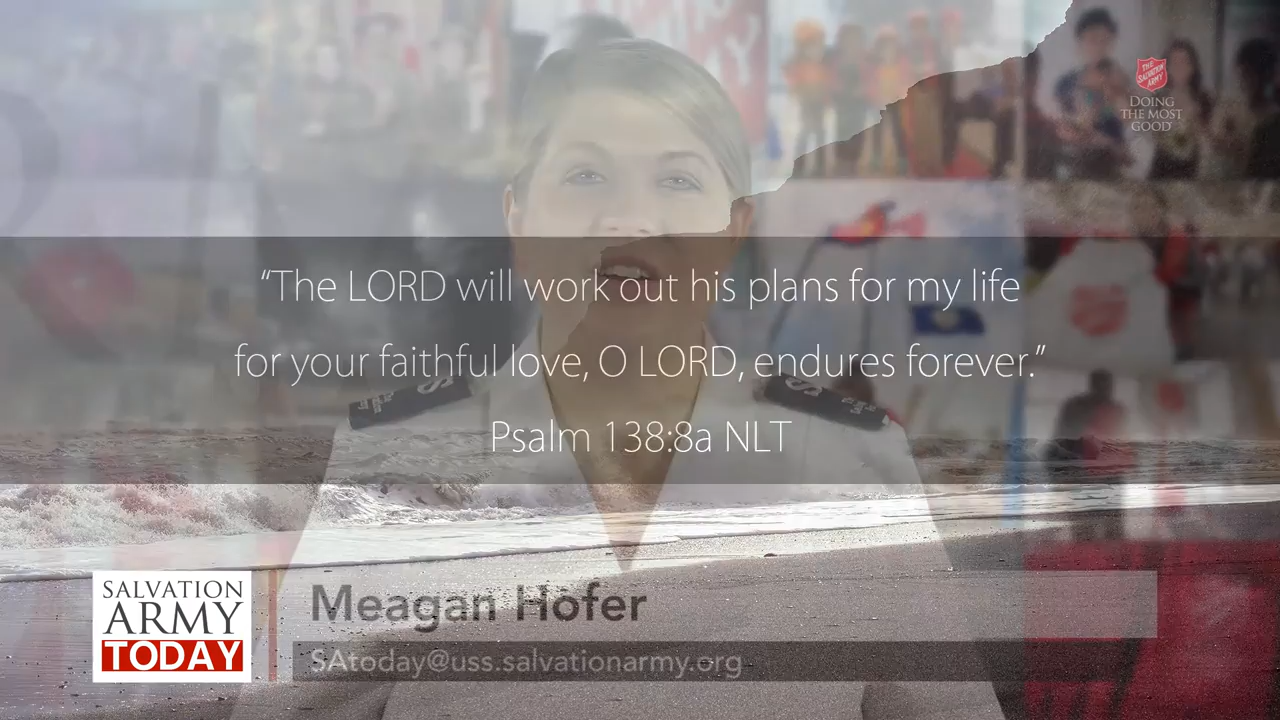 THE
SALVATION
ARMY
DOING
THE MOST
GOOD
“The LORD will work out his plans for my life
for your faithful love, O LORD, endures forever.”
Psalm 138:8a NLT
S
S
SALVATION
ARMY
TODAY
Meagan Hofer
SAtoday@uss.salvationarmy.org